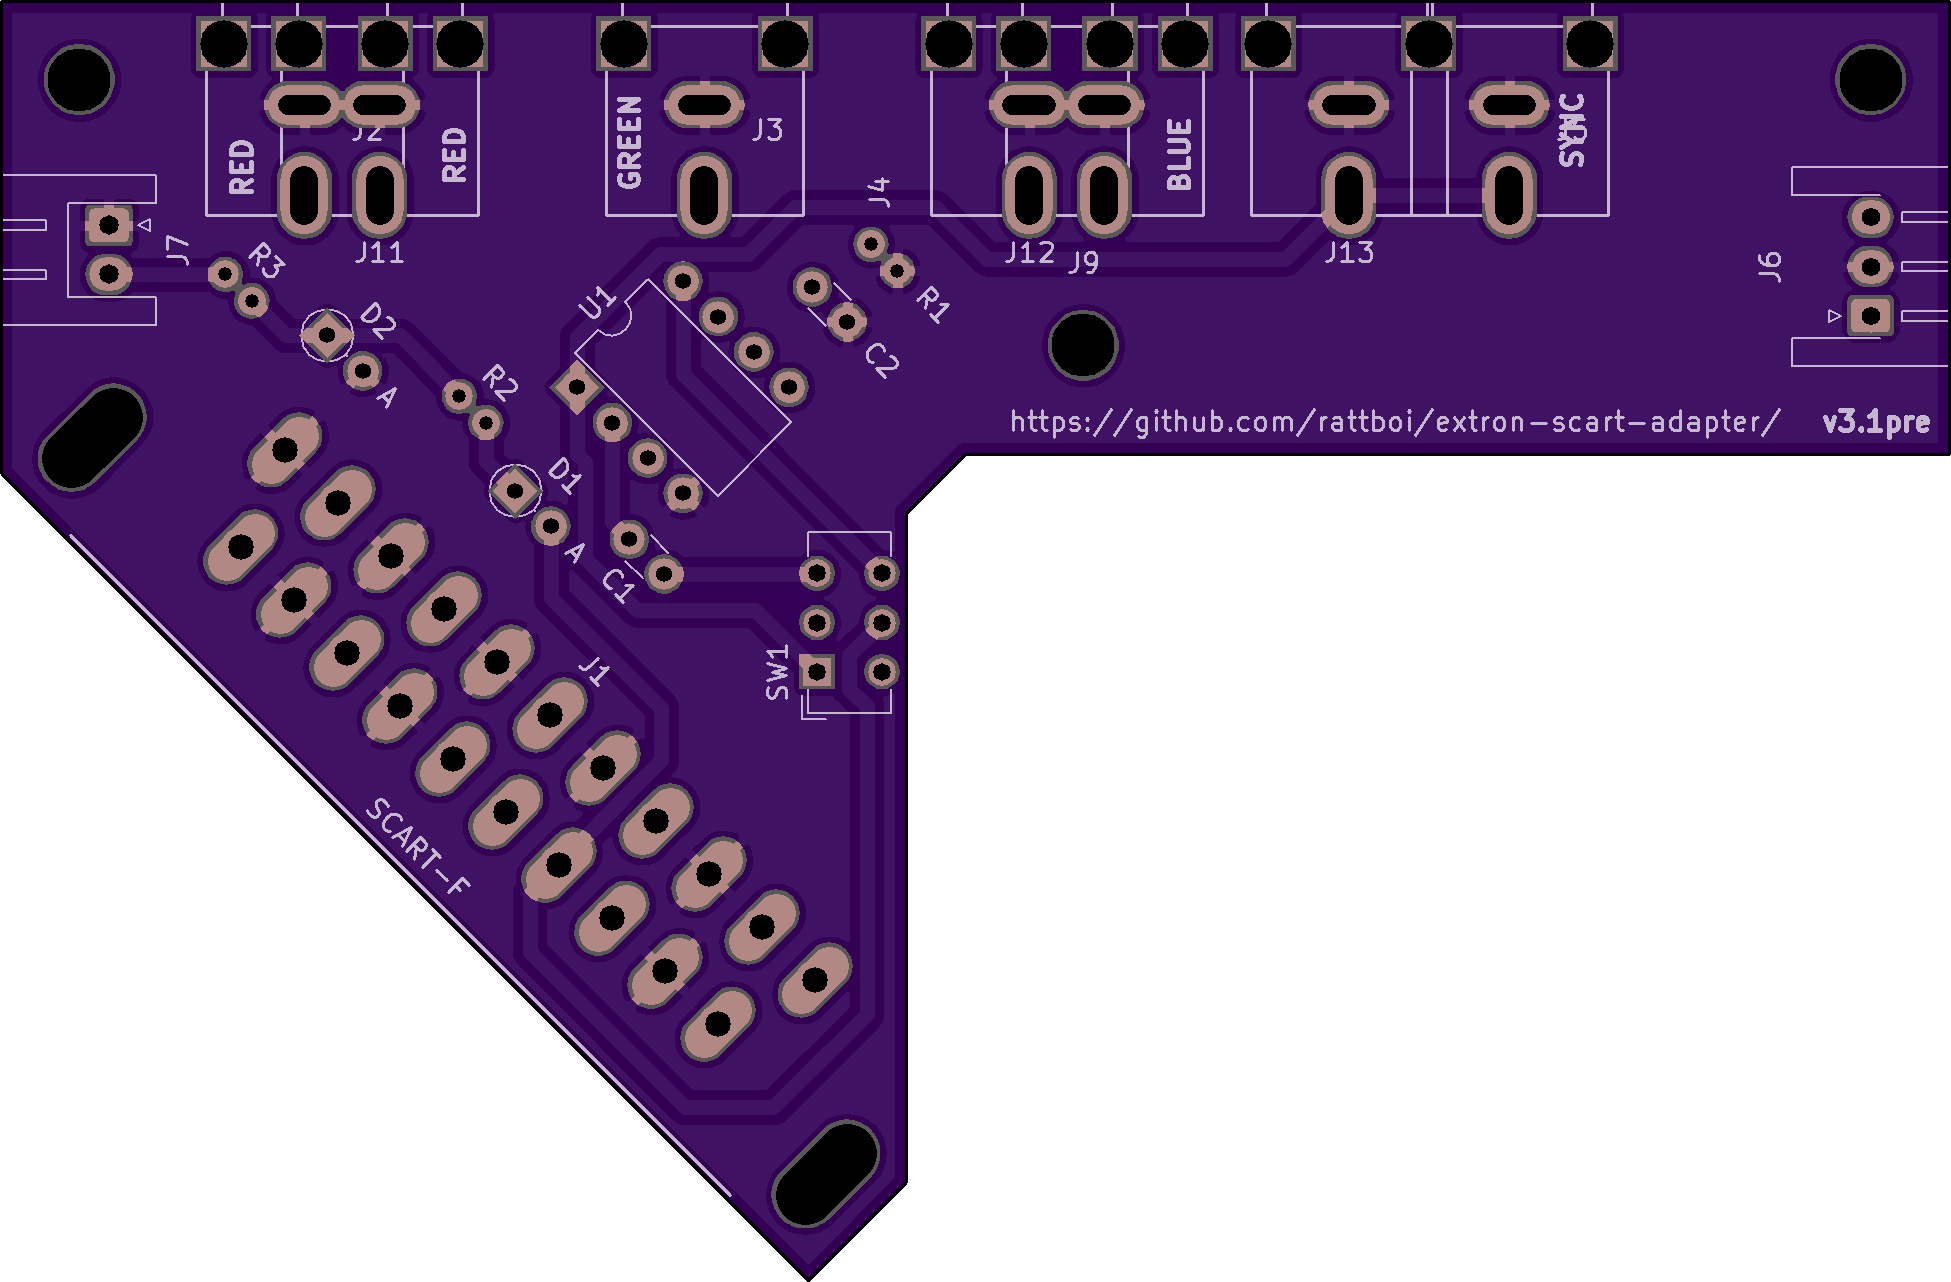 RED
J2
RED
GREEN
J3
J4
BLUE
SYNC
J7
R3
J11
J12
J9
J13
J6
U1
R1
D2
C2
A
R2
https://github.com/rattboi/extron-scart-adapter/
v3.1pre
D1
A
C1
J1
SW1
SCART-F